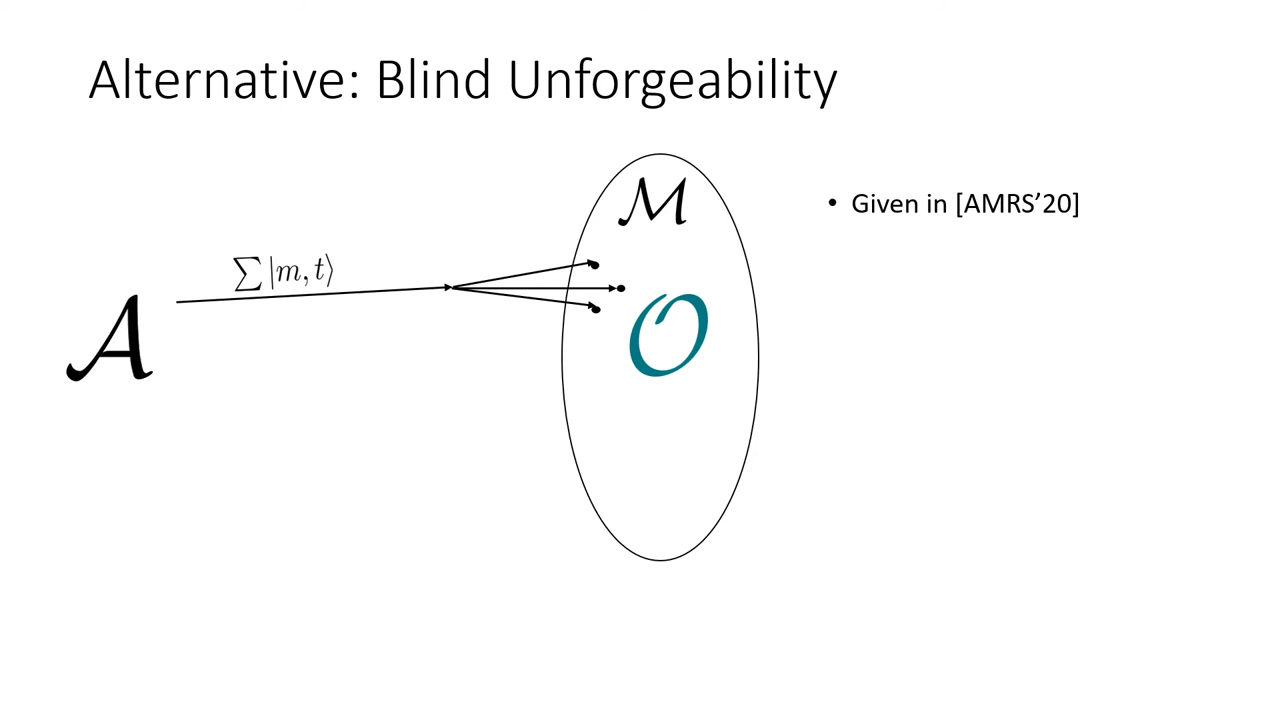 Alternative: Blind Unforgeability
ℳ
• Given in [AMRS’20]
∑|m, t⟩
𝒜
𝒪